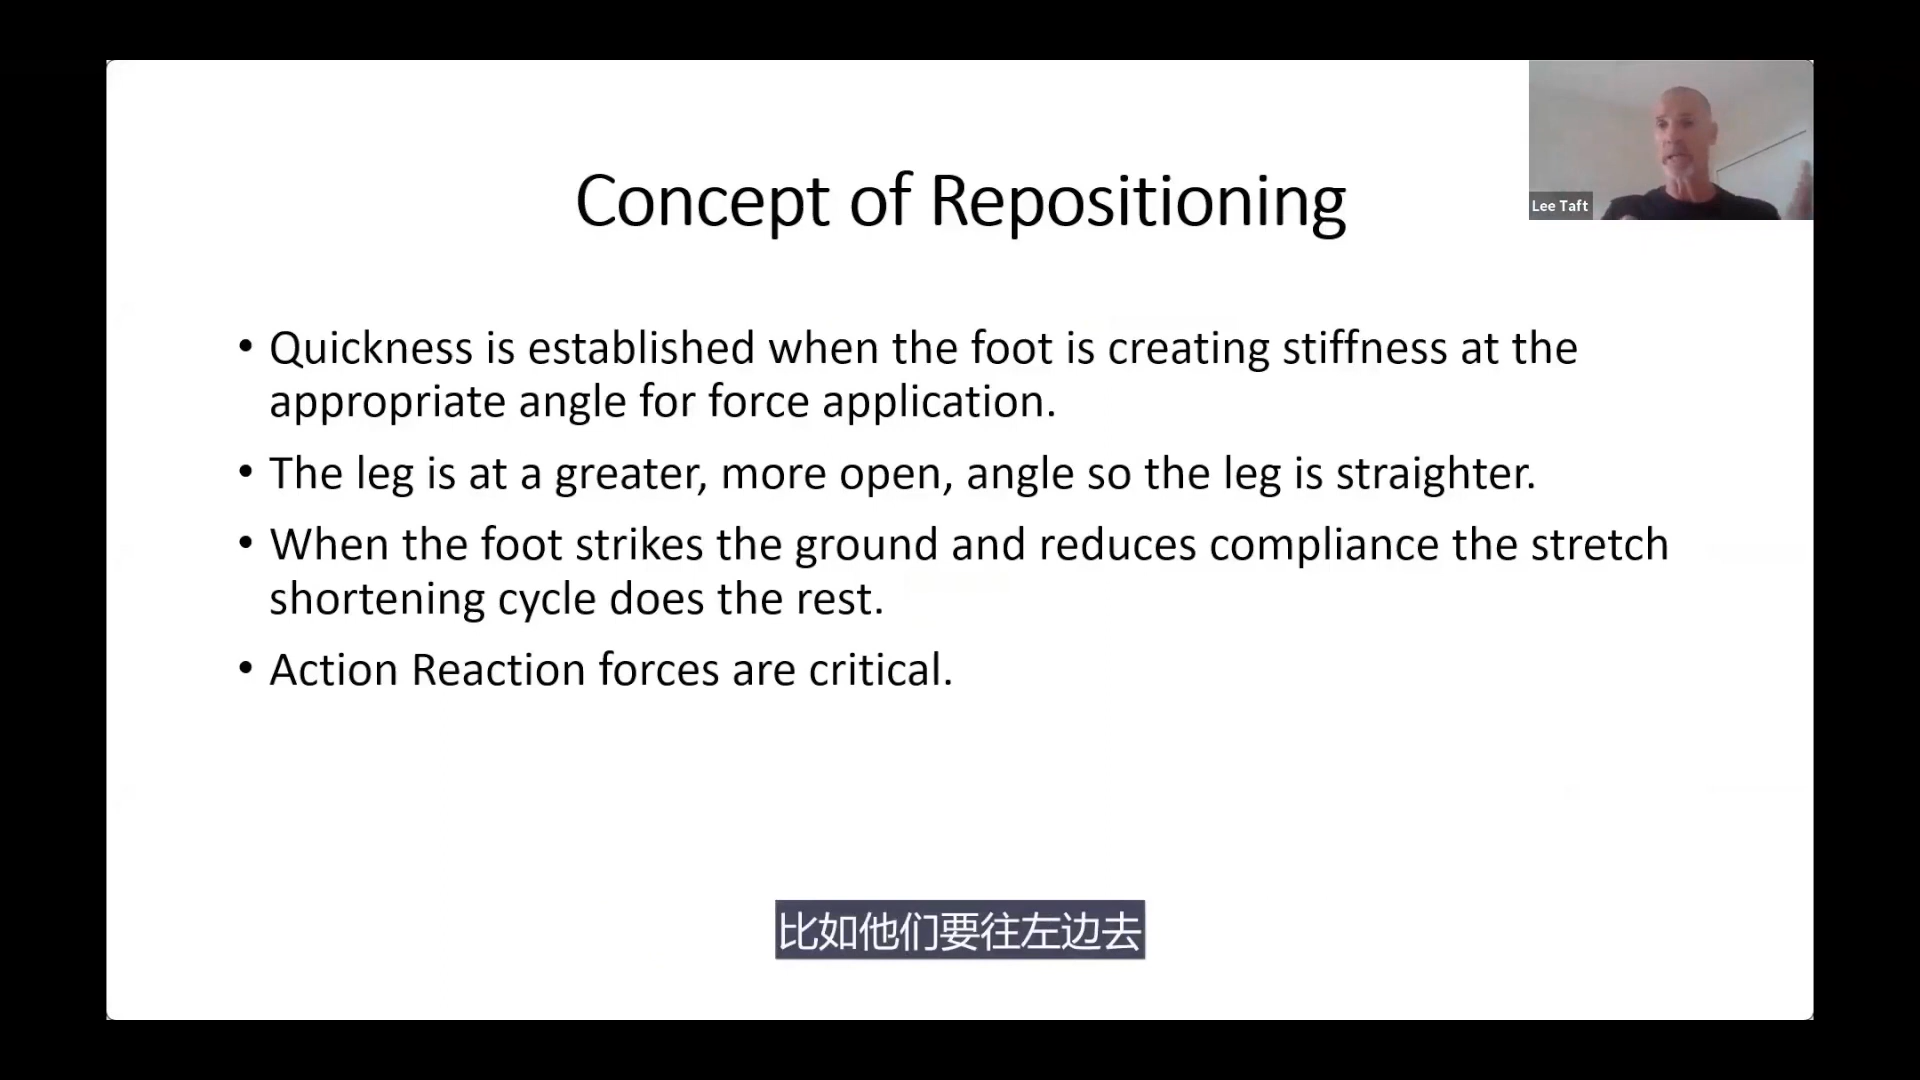 Lee Taft
Concept of Repositioning
• Quickness is established when the foot is creating stiffness at the
appropriate angle for force application.
• The leg is at a greater, more open, angle so the leg is straighter.
• When the foot strikes the ground and reduces compliance the stretch
shortening cycle does the rest.
• Action Reaction forces are critical.
比如他们要往左边去